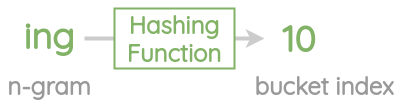 ing
Hashing
Function
10
n-gram
bucket index